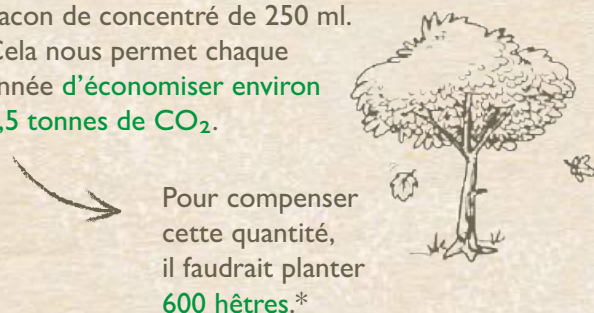 acon de concentré de 250 ml.
Cela nous permet chaque
nnée d'économiser environ
,5 tonnes de CO₂.
Pour compenser
cette quantité,
il faudrait planter
600 hêtres.*